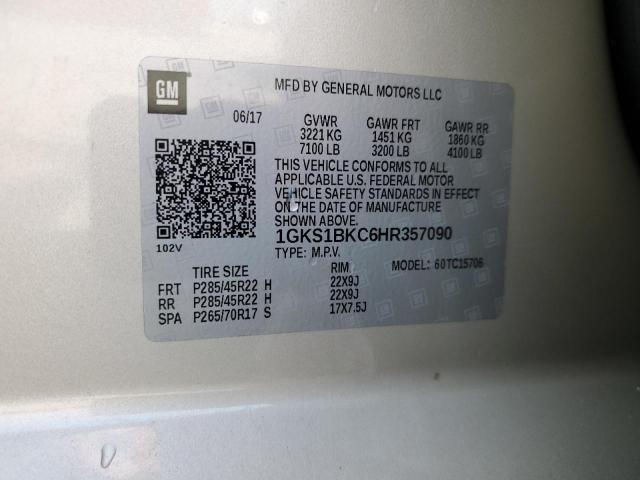 GM
MFD BY GENERAL MOTORS LLC
06/17 GVWR GAWR FRT GAWR RR
3221 KG 1451 KG 1860 KG
7100 LB 3200 LB 4100 LB
THIS VEHICLE CONFORMS TO ALL
APPLICABLE U.S. FEDERAL MOTOR
VEHICLE SAFETY STANDARDS IN EFFECT
ON THE DATE OF MANUFACTURE
SHOWN ABOVE.
102V
1GKS1BKC6HR357090
TYPE: M.P.V. MODEL: 60TC15706
TIRE SIZE RIM
FRT P285/45R22 H 22X9J
RR P285/45R22 H 22X9J
SPA P265/70R17 S 17X7.5J